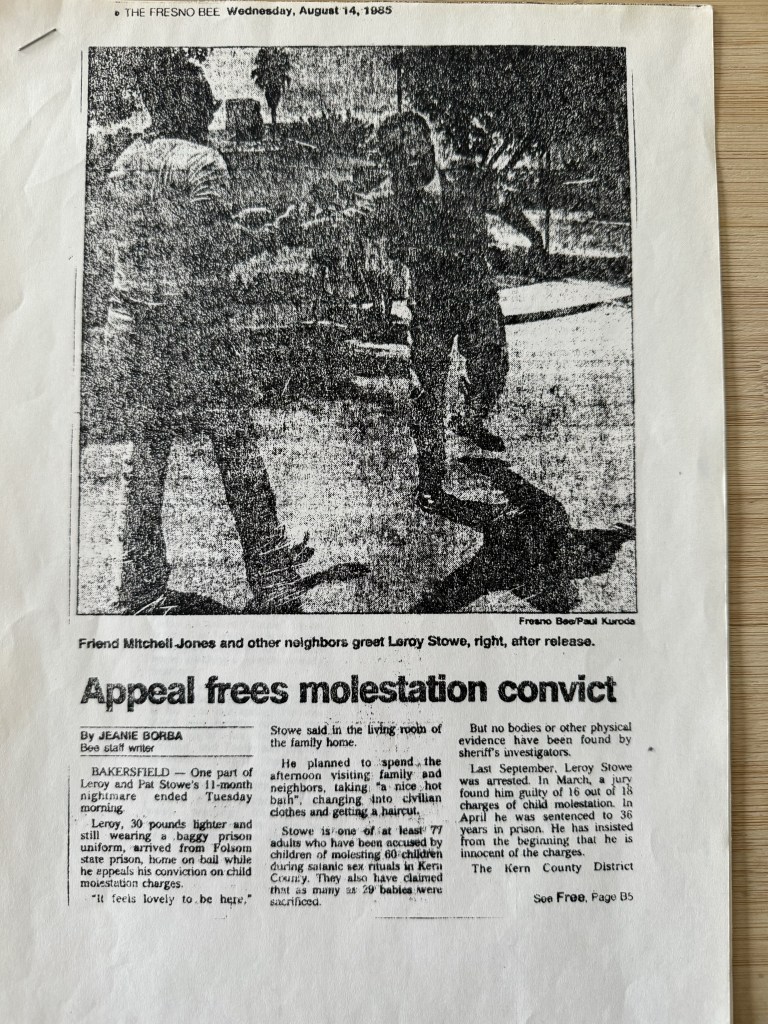 • THE FRESNO BEE Wednesday, August 14, 1985
Fresno Bee/Paul Kuroda
Friend Mitchell Jones and other neighbors greet Leroy Stowe, right, after release.
Appeal frees molestation convict
By JEANIE BORBA
Bee staff writer
BAKERSFIELD — One part of
Leroy and Pat Stowe's 11-month
nightmare ended Tuesday
morning.
Leroy, 30 pounds lighter and
still wearing a baggy prison
uniform, arrived from Folsom
state prison, home on bail while
he appeals his conviction on child
molestation charges.
"It feels lovely to be here,"
Stowe said in the living room of
the family home.
He planned to spend the
afternoon visiting family and
neighbors, taking "a nice hot
bath", changing into civilian
clothes and getting a haircut.
Stowe is one of at least 77
adults who have been accused by
children of molesting 60 children
during satanic sex rituals in Kern
County. They also have claimed
that as many as 29 babies were
sacrificed.
But no bodies or other physical
evidence have been found by
sheriff's investigators.
Last September, Leroy Stowe
was arrested. In March, a jury
found him guilty of 16 out of 18
charges of child molestation. In
April he was sentenced to 36
years in prison. He has insisted
from the beginning that he is
innocent of the charges.
The Kern County District
See Free, Page B5